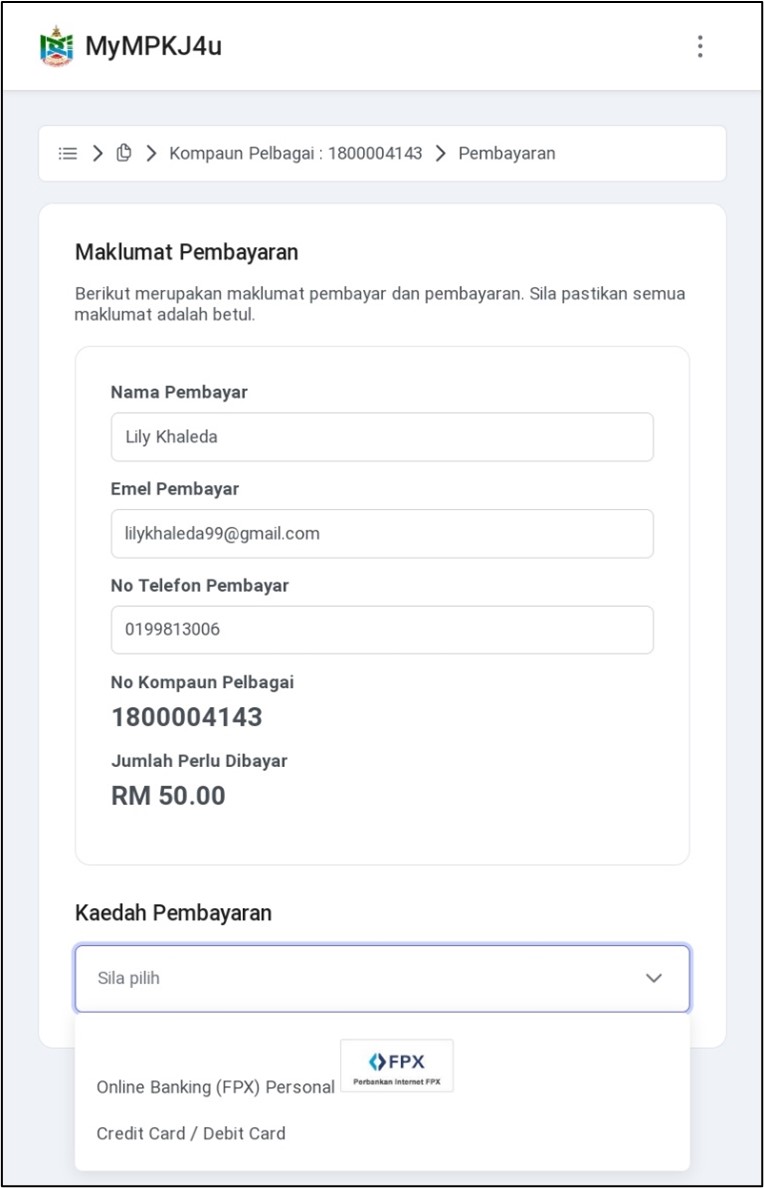 MyMPKJ4u
Kompaun Pelbagai : 1800004143 > Pembayaran
Maklumat Pembayaran
Berikut merupakan maklumat pembayar dan pembayaran. Sila pastikan semua
maklumat adalah betul.
Nama Pembayar
Lily Khaleda
Emel Pembayar
lilykhaleda99@gmail.com
No Telefon Pembayar
0199813006
No Kompaun Pelbagai
1800004143
Jumlah Perlu Dibayar
RM 50.00
Kaedah Pembayaran
Sila pilih
FPX
Perbankan Internet FPX
Online Banking (FPX) Personal
Credit Card / Debit Card